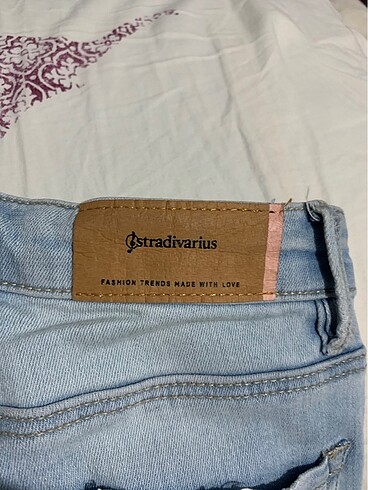 stradivarius
FASHION TRENDS MADE WITH LOVE